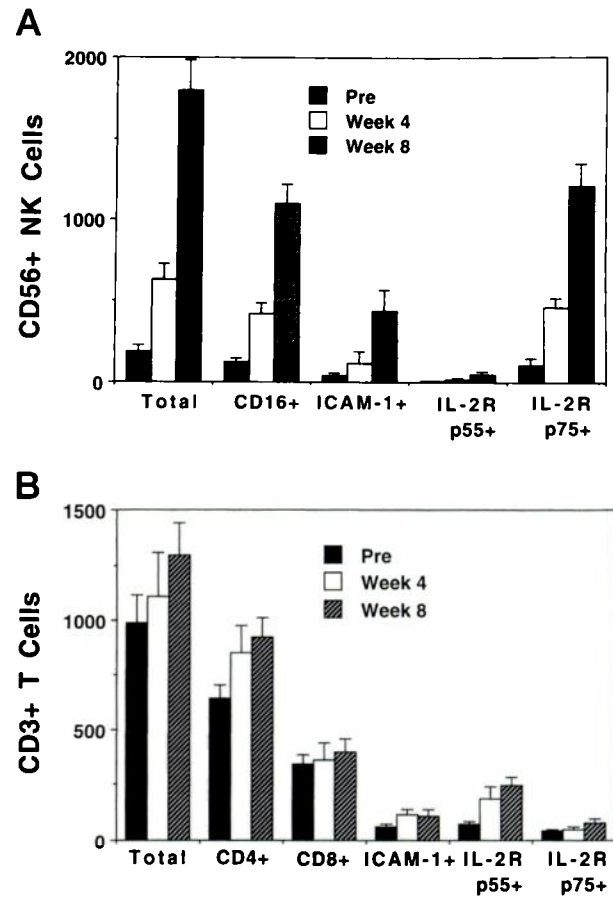 A
CD56+ NK Cells
2000
1000
0
Pre
Week 4
Week 8
Total CD16+ ICAM-1+ IL-2R IL-2R
p55+ p75+
B
CD3+ T Cells
1500
1000
500
0
Pre
Week 4
Week 8
Total CD4+ CD8+ ICAM-1+ IL-2R IL-2R
p55+ p75+